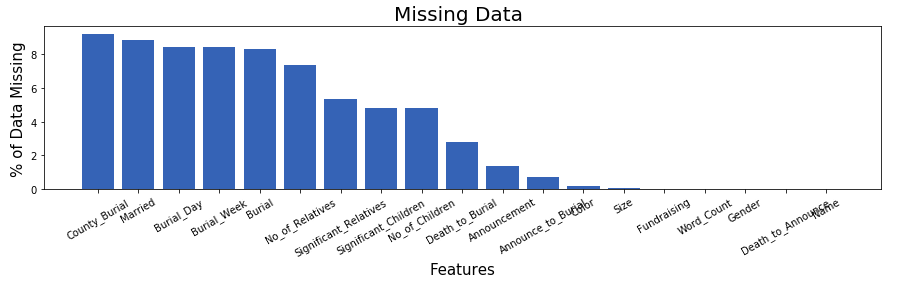 Missing Data
% of Data Missing
8
6
4
2
0
County_Burial
Married
Burial_Day
Burial_Week
Burial
No_of_Relatives
Significant_Relatives
Significant_Children
No_of_Children
Death_to_Burial
Announcement
Announce_to_Burial
Color
Size
Fundraising
Word_Count
Gender
Death_to_Announce
Name
Features